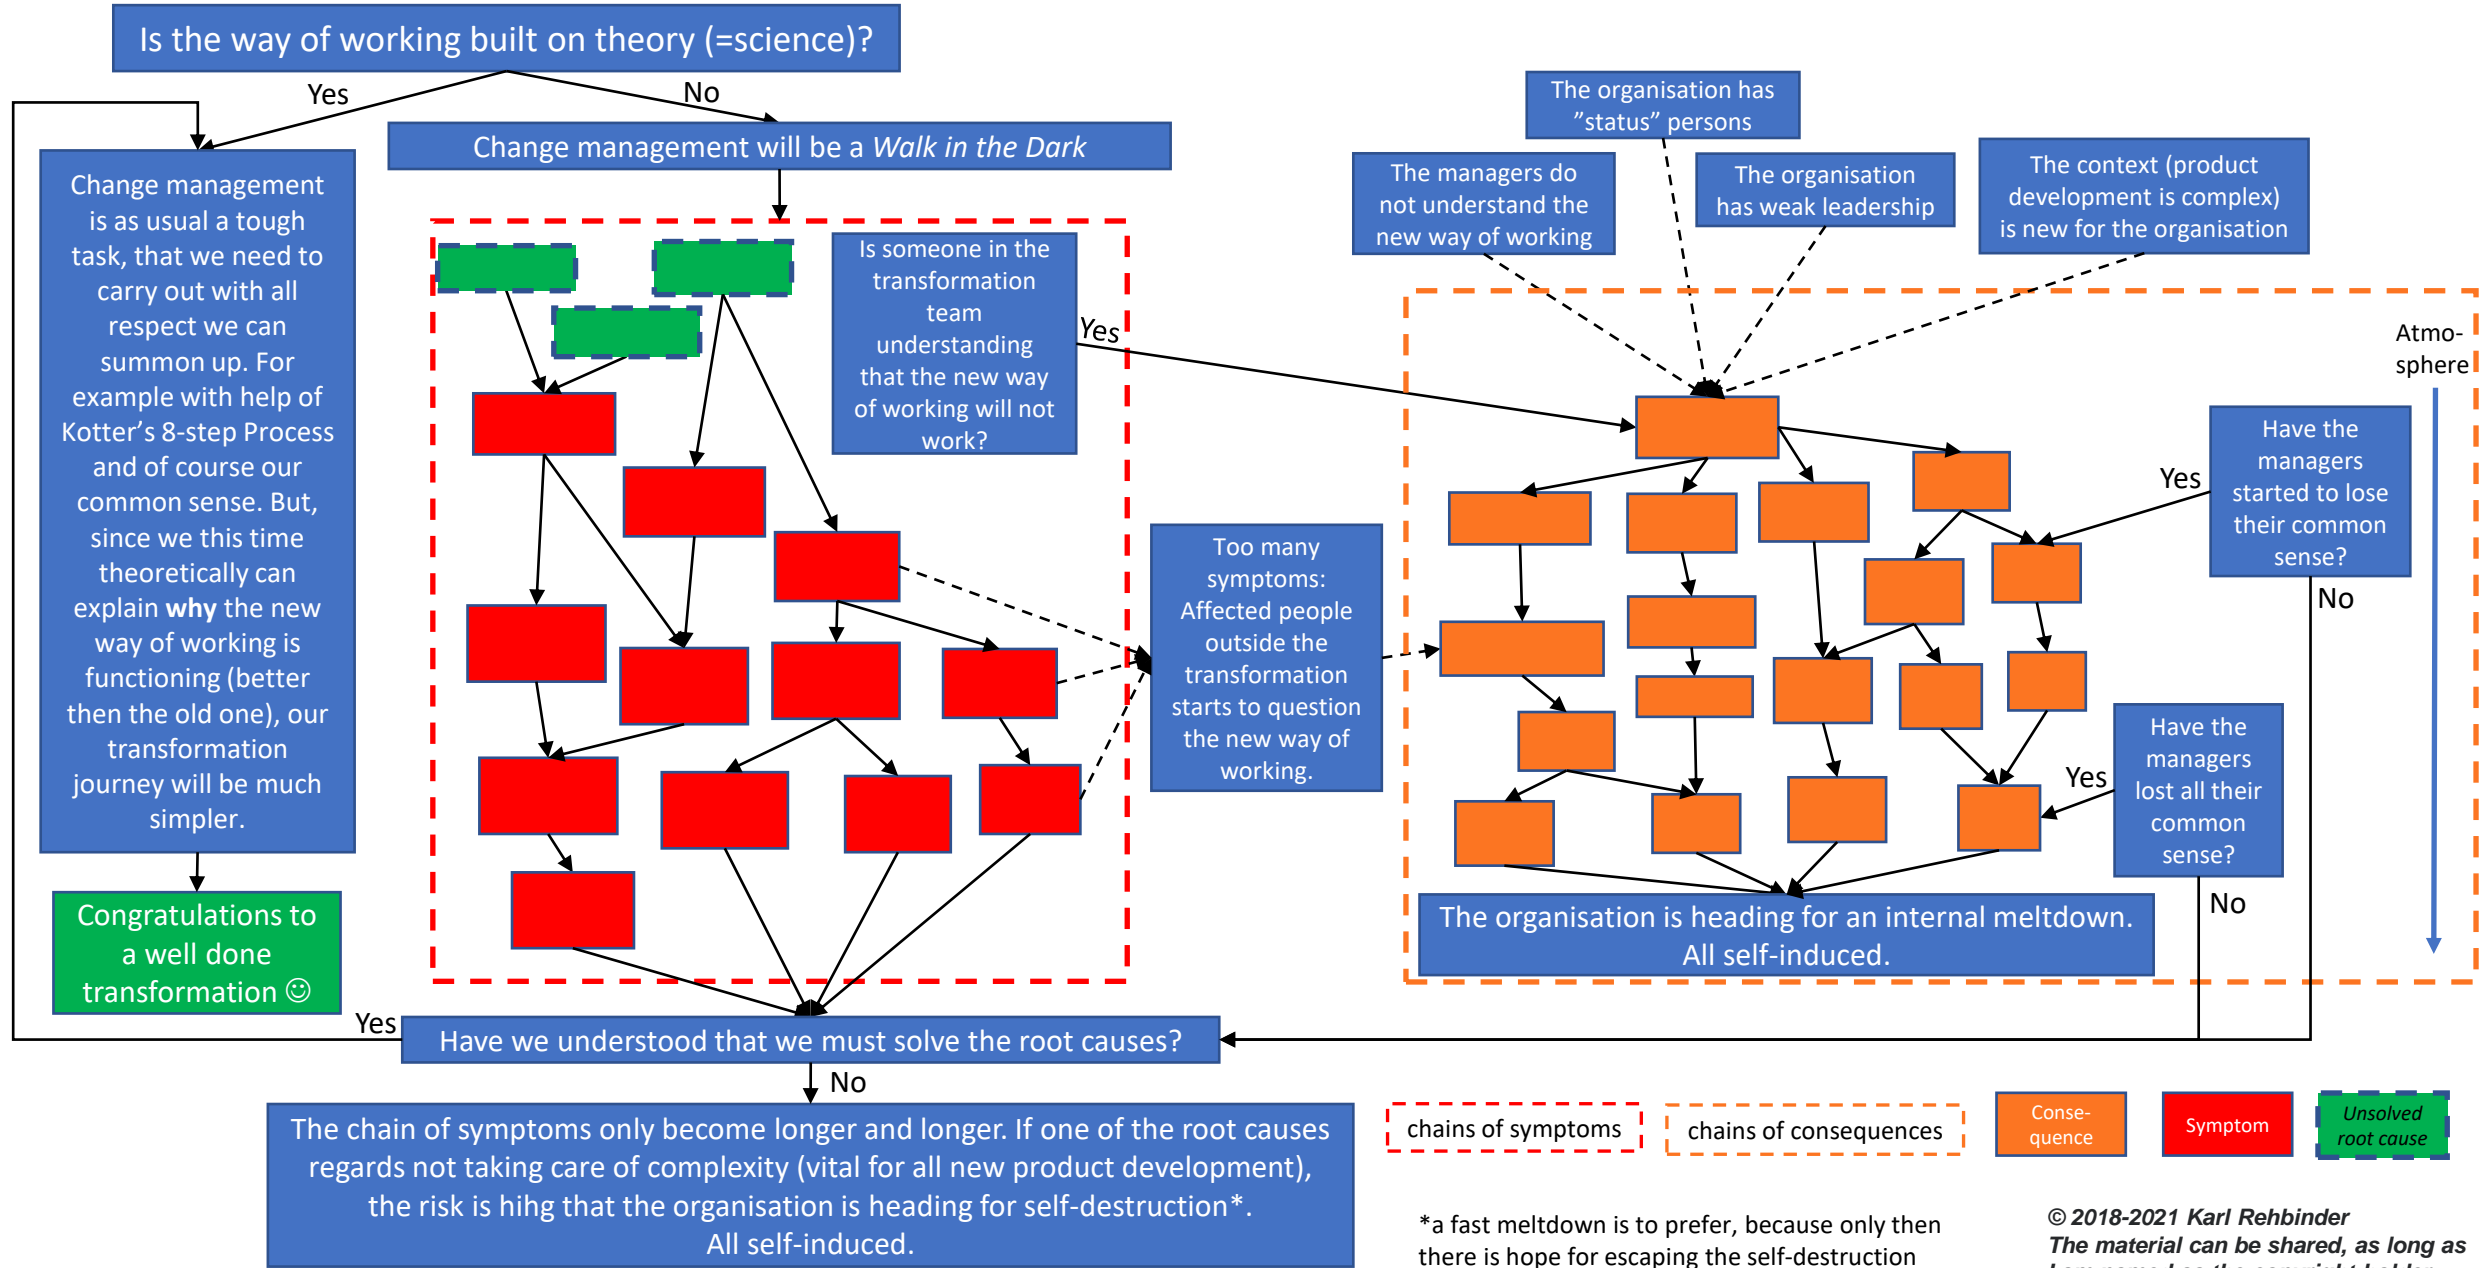 Is the way of working built on theory (=science)?
Yes
No
Change management will be a Walk in the Dark
Change management
is as usual a tough
task, that we need to
carry out with all
respect we can
summon up. For
example with help of
Kotter's 8-step Process
and of course our
common sense. But,
since we this time
theoretically can
explain why the new
way of working is
functioning (better
then the old one), our
transformation
journey will be much
simpler.
Congratulations to
a well done
transformation ☺
Is someone in the
transformation
team
understanding
that the new way
of working will not
work?
Yes
The organisation has
”status” persons
The managers do
not understand the
new way of working
The organisation
has weak leadership
The context (product
development is complex)
is new for the organisation
Atmo-
sphere
Too many
symptoms:
Affected people
outside the
transformation
starts to question
the new way of
working.
Have the
managers
started to lose
their common
sense?
Yes
No
Have the
managers
lost all their
common
sense?
Yes
No
The organisation is heading for an internal meltdown.
All self-induced.
Yes
Have we understood that we must solve the root causes?
No
The chain of symptoms only become longer and longer. If one of the root causes
regards not taking care of complexity (vital for all new product development),
the risk is hihg that the organisation is heading for self-destruction*.
All self-induced.
chains of symptoms
chains of consequences
Conse-
quence
Symptom
Unsolved
root cause
*a fast meltdown is to prefer, because only then
there is hope for escaping the self-destruction
© 2018-2021 Karl Rehbinder
The material can be shared, as long as
I am named as the copyright holder